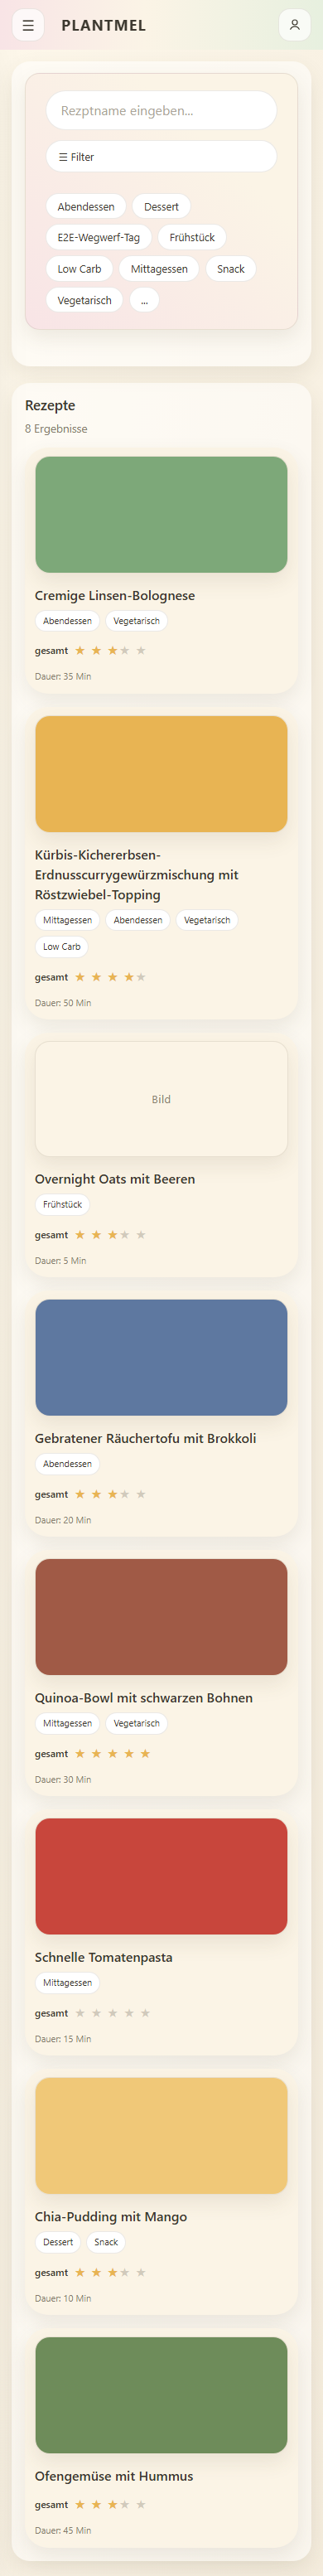 ☰ PLANTMEL
Rezptname eingeben...
☰ Filter
Abendessen Dessert
E2E-Wegwerf-Tag Frühstück
Low Carb Mittagessen Snack
Vegetarisch ...
Rezepte
8 Ergebnisse
Cremige Linsen-Bolognese
Abendessen Vegetarisch
gesamt ★ ★ ★ ★ ★
Dauer: 35 Min
Kürbis-Kichererbsen-
Erdnusscurrygewürzmischung mit
Röstzwiebel-Topping
Mittagessen Abendessen Vegetarisch
Low Carb
gesamt ★ ★ ★ ★ ★
Dauer: 50 Min
Bild
Overnight Oats mit Beeren
Frühstück
gesamt ★ ★ ★ ★ ★
Dauer: 5 Min
Gebratener Räuchertofu mit Brokkoli
Abendessen
gesamt ★ ★ ★ ★ ★
Dauer: 20 Min
Quinoa-Bowl mit schwarzen Bohnen
Mittagessen Vegetarisch
gesamt ★ ★ ★ ★ ★
Dauer: 30 Min
Schnelle Tomatenpasta
Mittagessen
gesamt ★ ★ ★ ★ ★
Dauer: 15 Min
Chia-Pudding mit Mango
Dessert Snack
gesamt ★ ★ ★ ★ ★
Dauer: 10 Min
Ofengemüse mit Hummus
gesamt ★ ★ ★ ★ ★
Dauer: 45 Min